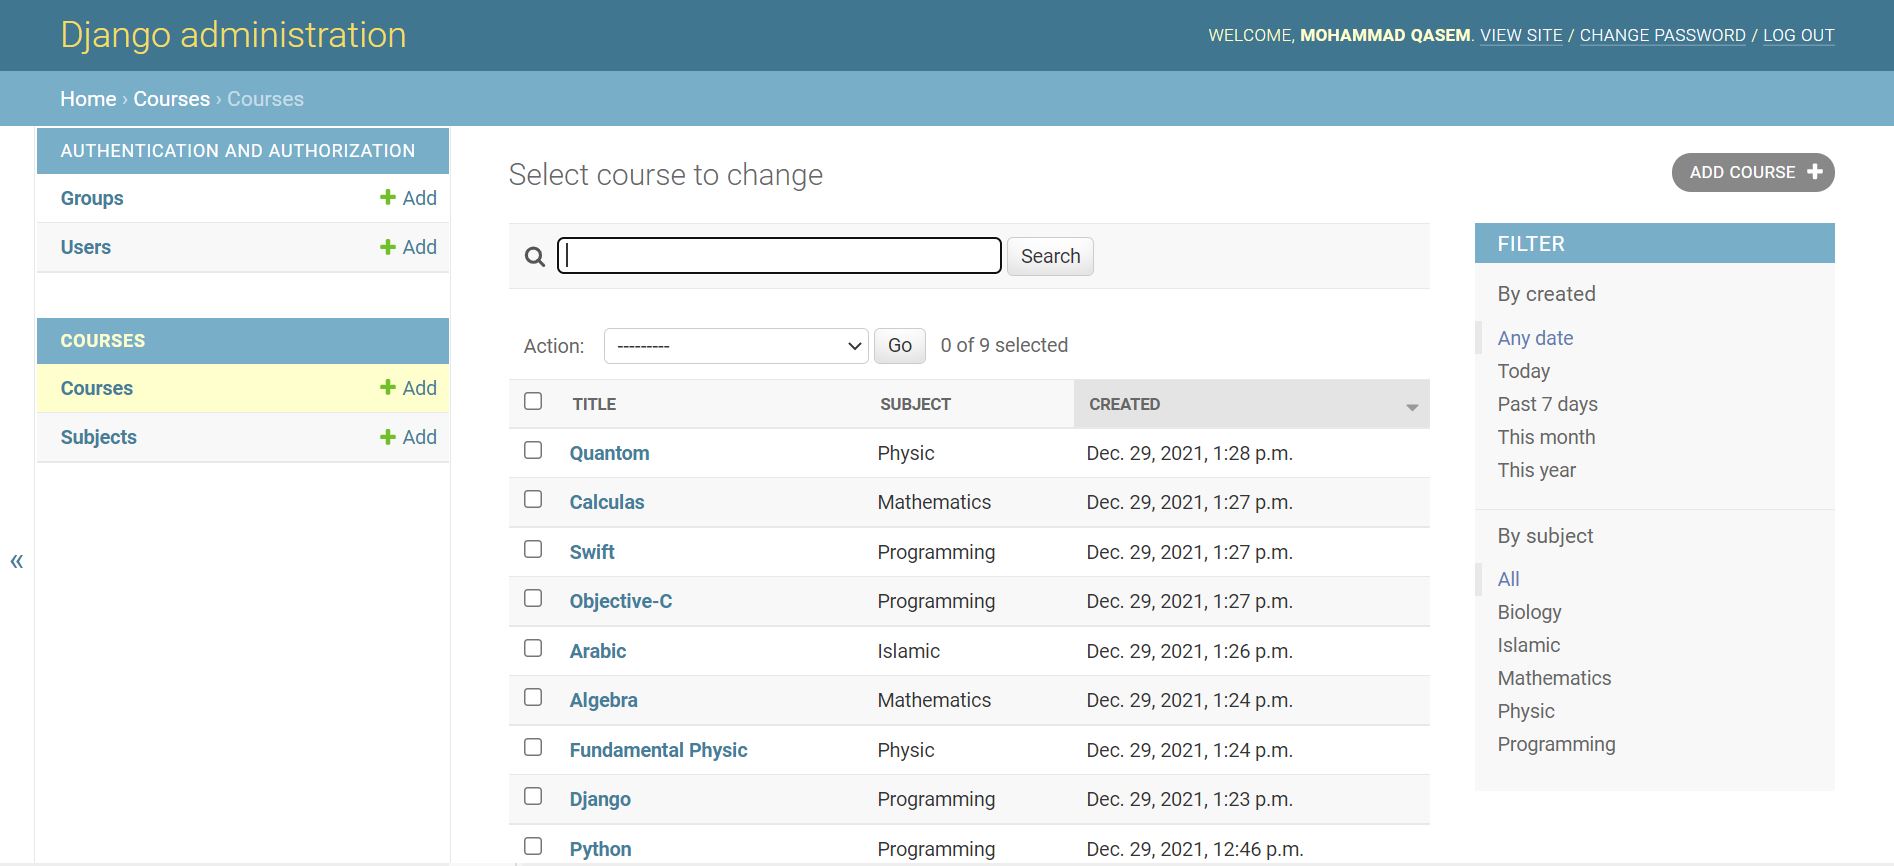 Django administration
WELCOME, MOHAMMAD QASEM. VIEW SITE / CHANGE PASSWORD / LOG OUT
Home › Courses › Courses
AUTHENTICATION AND AUTHORIZATION
Groups + Add
Users + Add
COURSES
Courses + Add
Subjects + Add
«
Select course to change
ADD COURSE +
Search
Action: --------- Go 0 of 9 selected
TITLE SUBJECT CREATED
Quantom Physic Dec. 29, 2021, 1:28 p.m.
Calculas Mathematics Dec. 29, 2021, 1:27 p.m.
Swift Programming Dec. 29, 2021, 1:27 p.m.
Objective-C Programming Dec. 29, 2021, 1:27 p.m.
Arabic Islamic Dec. 29, 2021, 1:26 p.m.
Algebra Mathematics Dec. 29, 2021, 1:24 p.m.
Fundamental Physic Physic Dec. 29, 2021, 1:24 p.m.
Django Programming Dec. 29, 2021, 1:23 p.m.
Python Programming Dec. 29, 2021, 12:46 p.m.
FILTER
By created
Any date
Today
Past 7 days
This month
This year
By subject
All
Biology
Islamic
Mathematics
Physic
Programming